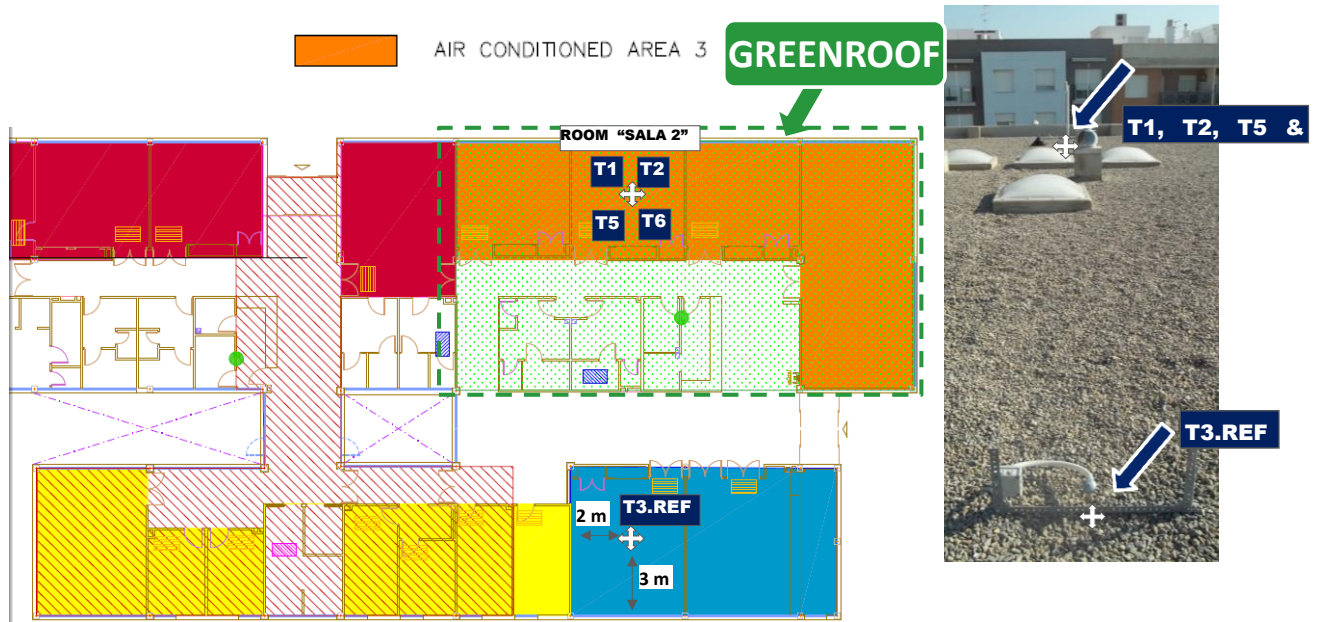 AIR CONDITIONED AREA 3
GREENROOF
ROOM “SALA 2”
T1
T2
T5
T6
T3.REF
2 m
3 m
T1, T2, T5 &
T3.REF